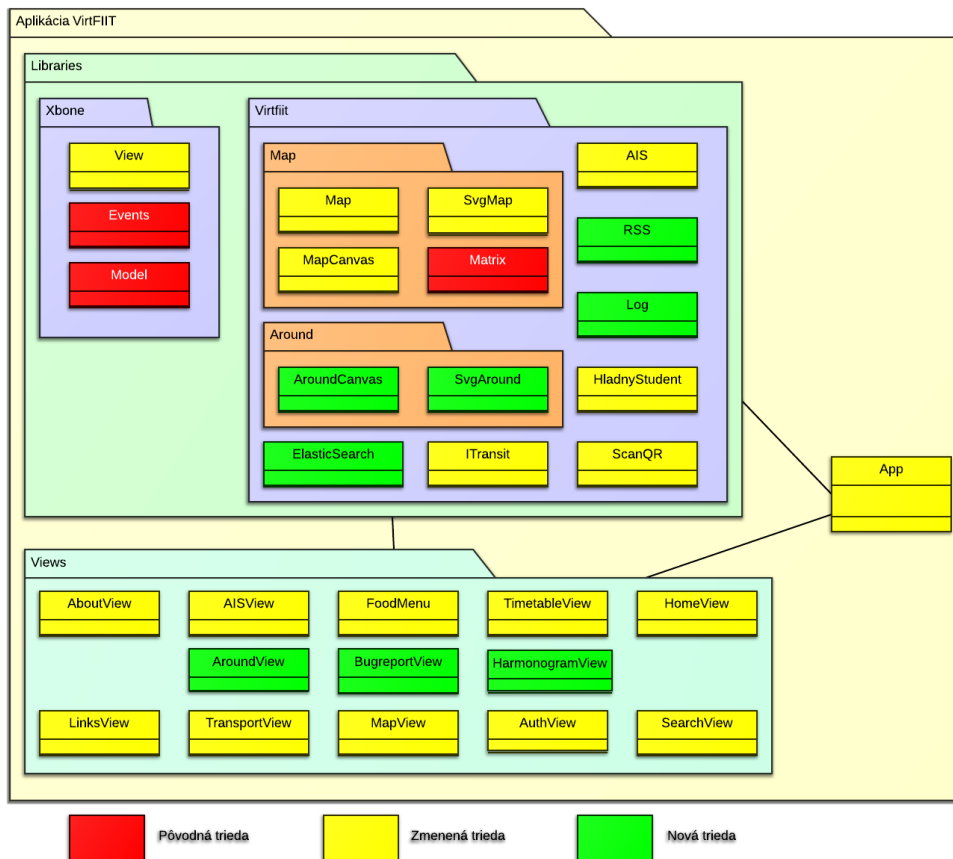 Aplikácia VirtFIIT
Libraries
Xbone
View
Events
Model
Virtfiit
Map
Map
SvgMap
MapCanvas
Matrix
Around
AroundCanvas
SvgAround
ElasticSearch
ITransit
AIS
RSS
Log
HladnyStudent
ScanQR
App
Views
AboutView
AISView
FoodMenu
TimetableView
HomeView
AroundView
BugreportView
HarmonogramView
LinksView
TransportView
MapView
AuthView
SearchView
Pôvodná trieda
Zmenená trieda
Nová trieda